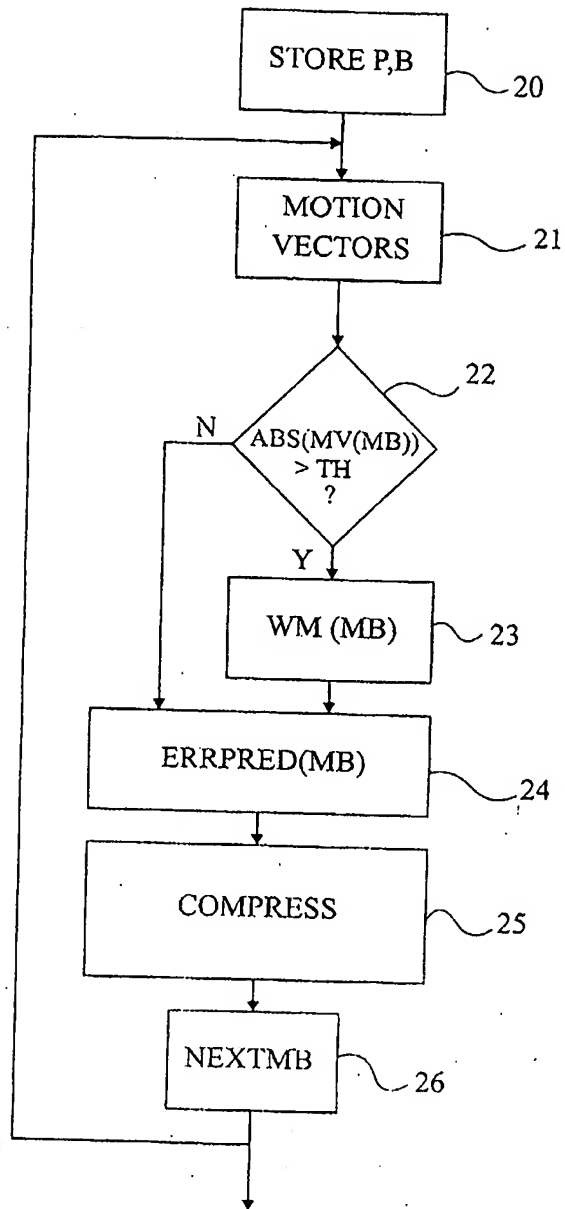 STORE P,B
20
MOTION
VECTORS
21
22
N
ABS(MV(MB))
> TH
?
Y
WM (MB)
23
ERRPRED(MB)
24
COMPRESS
25
NEXTMB
26